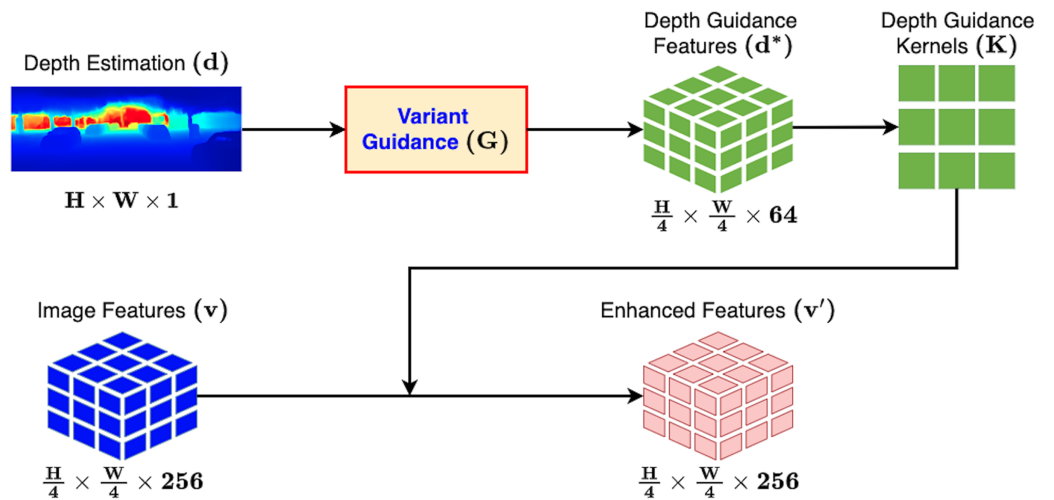 Depth Estimation (d)
H × W × 1
Variant
Guidance (G)
Depth Guidance
Features (d*)
H/4 × W/4 × 64
Depth Guidance
Kernels (K)
Image Features (v)
H/4 × W/4 × 256
Enhanced Features (v′)
H/4 × W/4 × 256